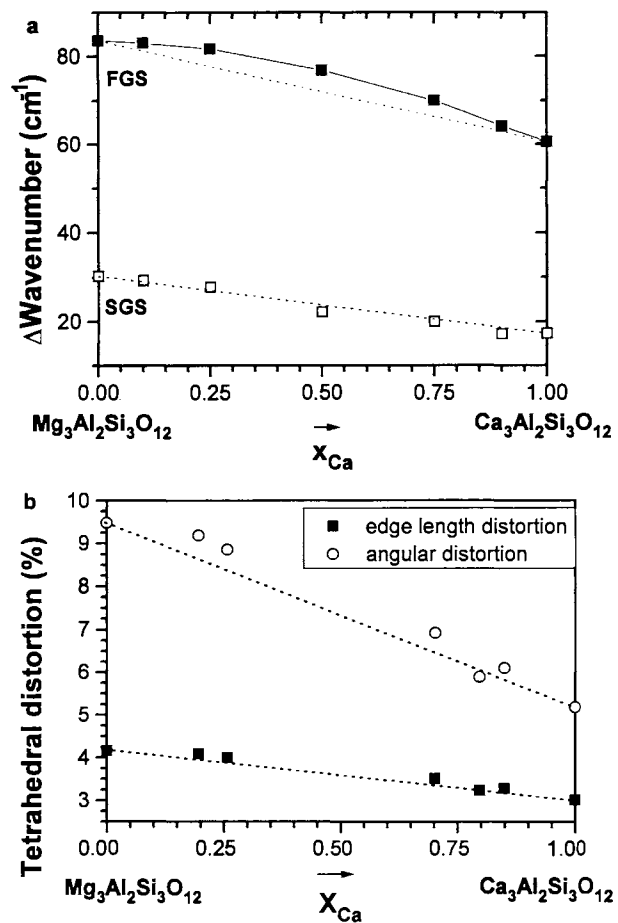 a
80
60
40
20
ΔWavenumber (cm⁻¹)
FGS
SGS
0.00 0.25 0.50 0.75 1.00
Mg₃Al₂Si₃O₁₂ → Ca₃Al₂Si₃O₁₂
x_Ca
b
10
9
8
7
6
5
4
3
Tetrahedral distortion (%)
■ edge length distortion
○ angular distortion
0.00 0.25 0.50 0.75 1.00
Mg₃Al₂Si₃O₁₂ → Ca₃Al₂Si₃O₁₂
X_Ca